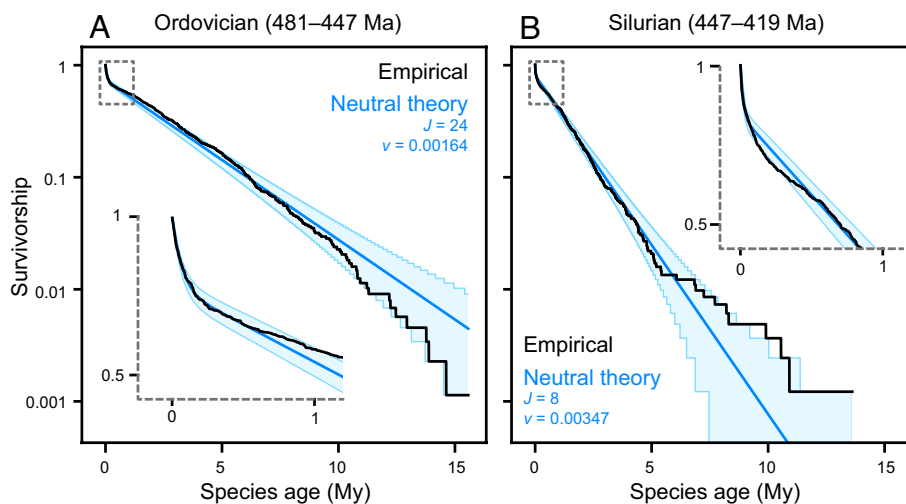 A
Ordovician (481–447 Ma)
Survivorship
1
0.1
0.01
0.001
Empirical
Neutral theory
J = 24
v = 0.00164
1
0.5
0
1
0
5
10
15
Species age (My)
B
Silurian (447–419 Ma)
1
0.5
0
1
Empirical
Neutral theory
J = 8
v = 0.00347
0
5
10
15
Species age (My)